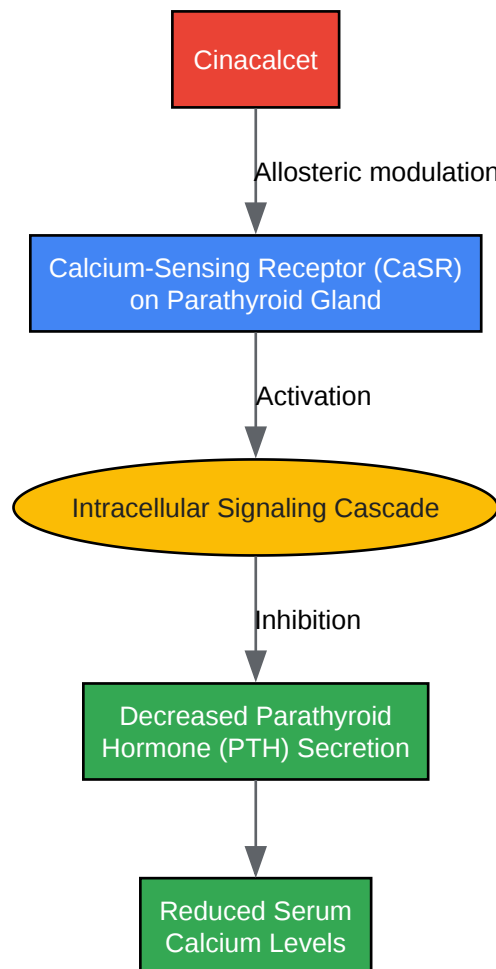 Cinacalcet
Allosteric modulation
Calcium-Sensing Receptor (CaSR)
on Parathyroid Gland
Activation
Intracellular Signaling Cascade
Inhibition
Decreased Parathyroid
Hormone (PTH) Secretion
Reduced Serum
Calcium Levels